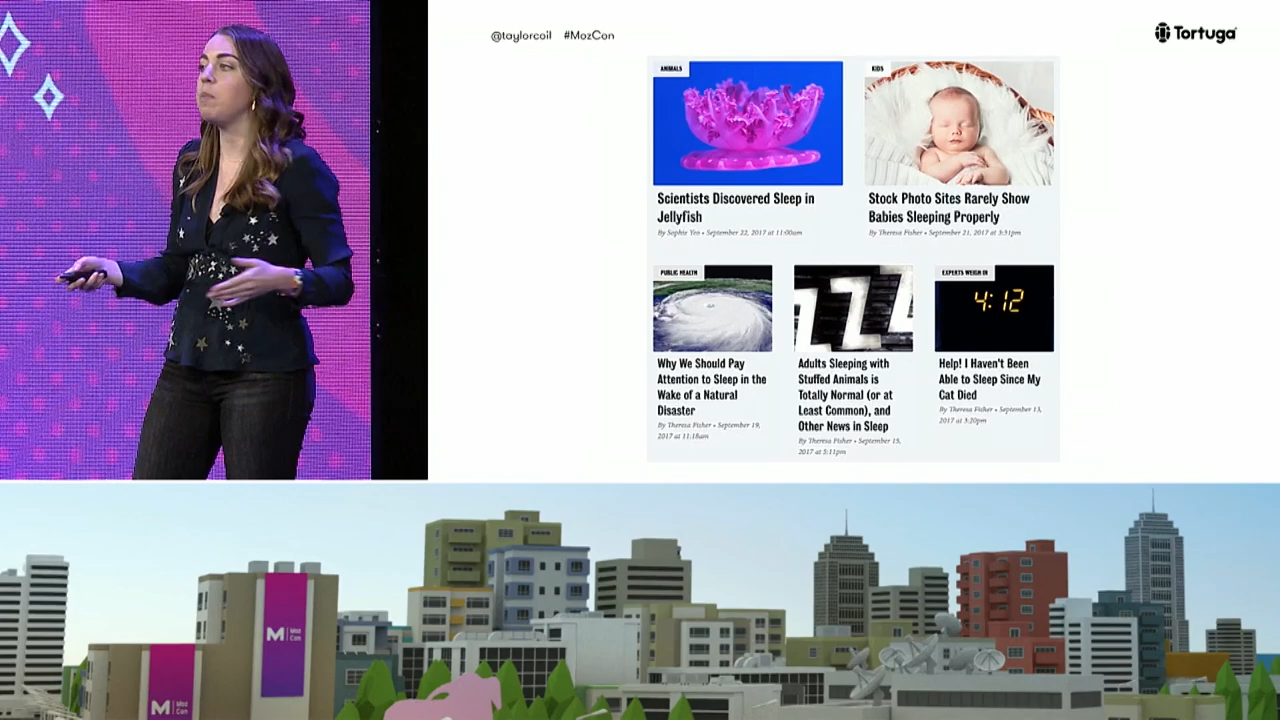 @taylorcoil #MozCon
Tortuga
ANIMALS
Scientists Discovered Sleep in
Jellyfish
By Sophie Yeo • September 22, 2017 at 11:00am
KIDS
Stock Photo Sites Rarely Show
Babies Sleeping Properly
By Theresa Fisher • September 21, 2017 at 3:31pm
PUBLIC HEALTH
Why We Should Pay
Attention to Sleep in the
Wake of a Natural
Disaster
By Theresa Fisher • September 19,
2017 at 11:18am
ZZZ
Adults Sleeping with
Stuffed Animals is
Totally Normal (or at
Least Common), and
Other News in Sleep
By Theresa Fisher • September 15,
2017 at 5:11pm
EXPERTS WEIGH IN
4:12
Help! I Haven't Been
Able to Sleep Since My
Cat Died
By Theresa Fisher • September 13,
2017 at 3:20pm
M Moz
Con
M Moz
Con